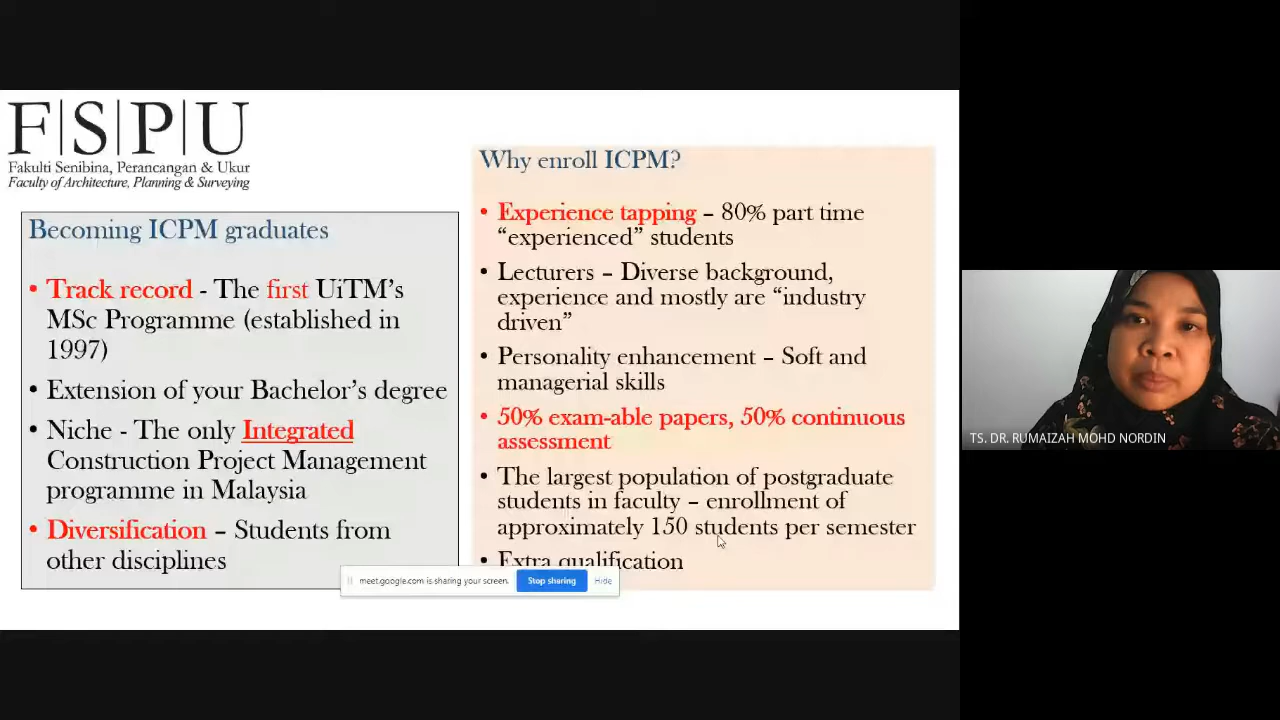 F|S|P|U
Fakulti Senibina, Perancangan & Ukur
Faculty of Architecture, Planning & Surveying
Becoming ICPM graduates
• Track record - The first UiTM's
MSc Programme (established in
1997)
• Extension of your Bachelor's degree
• Niche - The only Integrated
Construction Project Management
programme in Malaysia
• Diversification – Students from
other disciplines
Why enroll ICPM?
• Experience tapping – 80% part time
“experienced” students
• Lecturers – Diverse background,
experience and mostly are “industry
driven”
• Personality enhancement – Soft and
managerial skills
• 50% exam-able papers, 50% continuous
assessment
• The largest population of postgraduate
students in faculty – enrollment of
approximately 150 students per semester
• Extra qualification
meet.google.com is sharing your screen.
Stop sharing
Hide
TS. DR. RUMAIZAH MOHD NORDIN